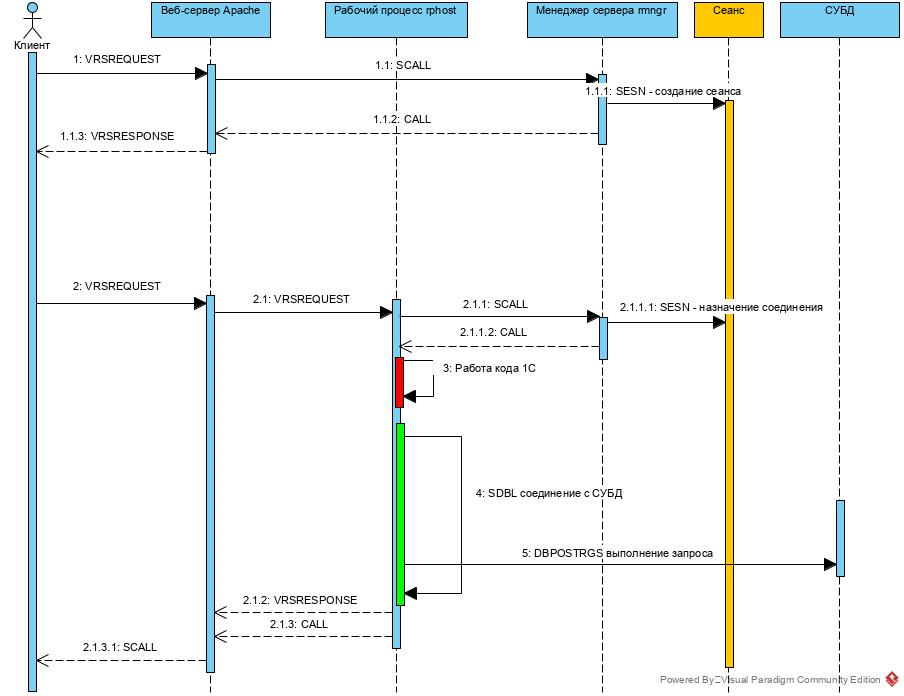 Веб-сервер Apache
Рабочий процесс rphost
Менеджер сервера rmngr
Сеанс
СУБД
Клиент
1: VRSREQUEST
1.1: SCALL
1.1.1: SESN - создание сеанса
1.1.2: CALL
1.1.3: VRSRESPONSE
2: VRSREQUEST
2.1: VRSREQUEST
2.1.1: SCALL
2.1.1.1: SESN - назначение соединения
2.1.1.2: CALL
3: Работа кода 1С
4: SDBL соединение с СУБД
5: DBPOSTRGS выполнение запроса
2.1.2: VRSRESPONSE
2.1.3: CALL
2.1.3.1: SCALL
Powered By Visual Paradigm Community Edition